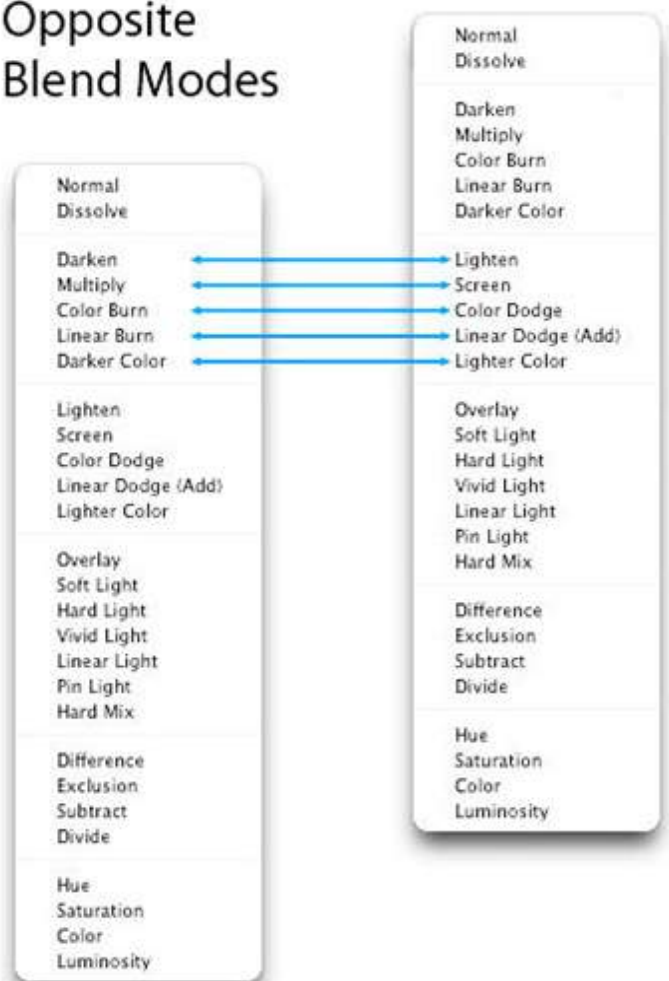 Opposite
Blend Modes
Normal
Dissolve
Darken
Multiply
Color Burn
Linear Burn
Darker Color
Lighten
Screen
Color Dodge
Linear Dodge (Add)
Lighter Color
Overlay
Soft Light
Hard Light
Vivid Light
Linear Light
Pin Light
Hard Mix
Difference
Exclusion
Subtract
Divide
Hue
Saturation
Color
Luminosity
Normal
Dissolve
Darken
Multiply
Color Burn
Linear Burn
Darker Color
Lighten
Screen
Color Dodge
Linear Dodge (Add)
Lighter Color
Overlay
Soft Light
Hard Light
Vivid Light
Linear Light
Pin Light
Hard Mix
Difference
Exclusion
Subtract
Divide
Hue
Saturation
Color
Luminosity